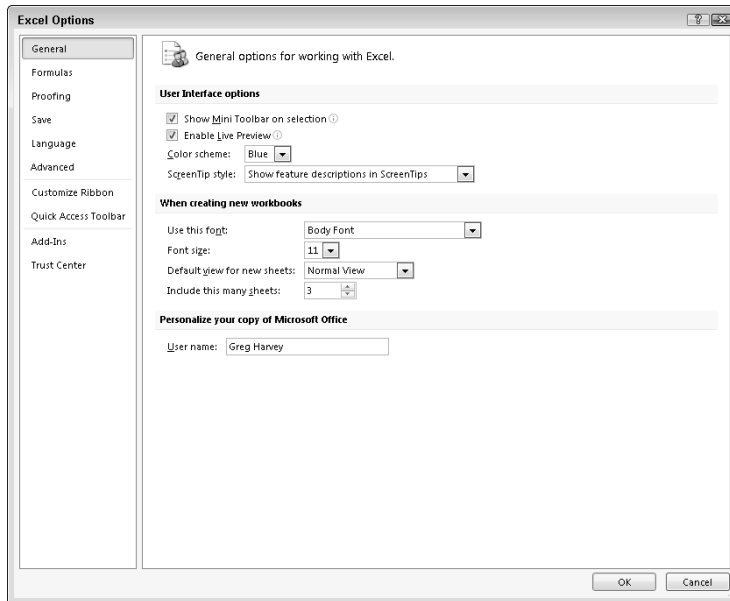 Excel Options
General
Formulas
Proofing
Save
Language
Advanced
Customize Ribbon
Quick Access Toolbar
Add-Ins
Trust Center
General options for working with Excel.
User Interface options
Show Mini Toolbar on selection
Enable Live Preview
Color scheme: Blue
ScreenTip style: Show feature descriptions in ScreenTips
When creating new workbooks
Use this font: Body Font
Font size: 11
Default view for new sheets: Normal View
Include this many sheets: 3
Personalize your copy of Microsoft Office
User name: Greg Harvey
OK Cancel